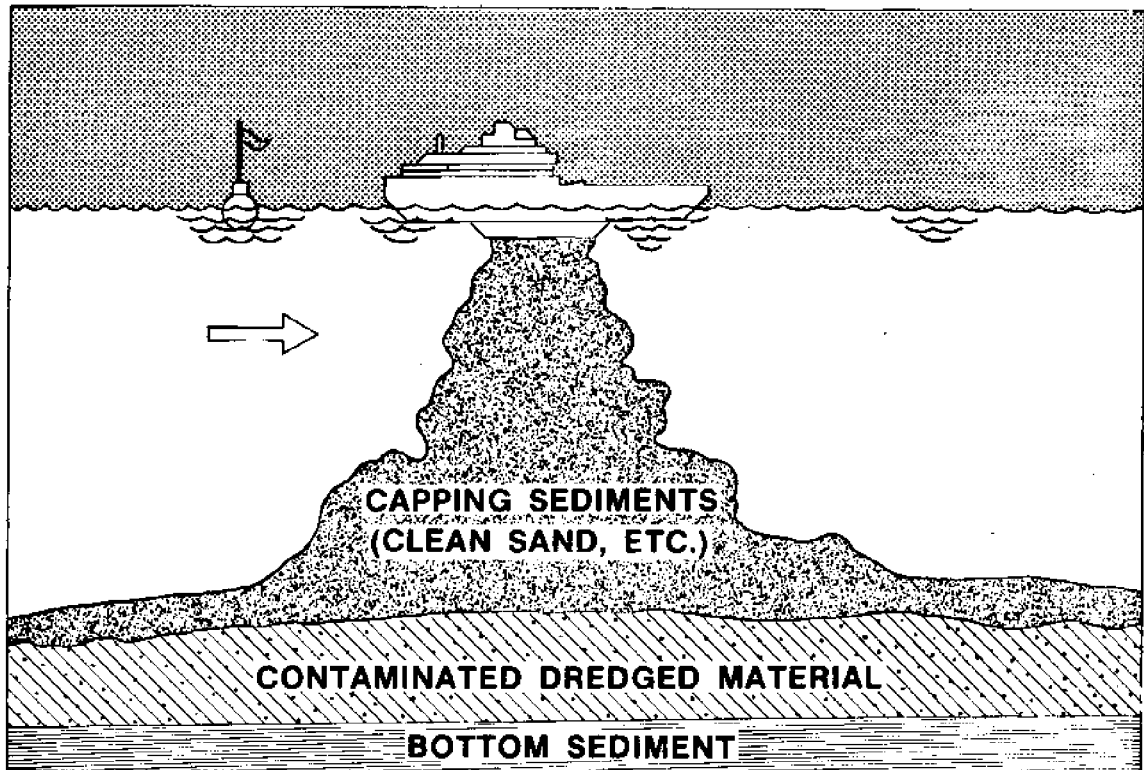 CAPPING SEDIMENTS
(CLEAN SAND, ETC.)
CONTAMINATED DREDGED MATERIAL
BOTTOM SEDIMENT